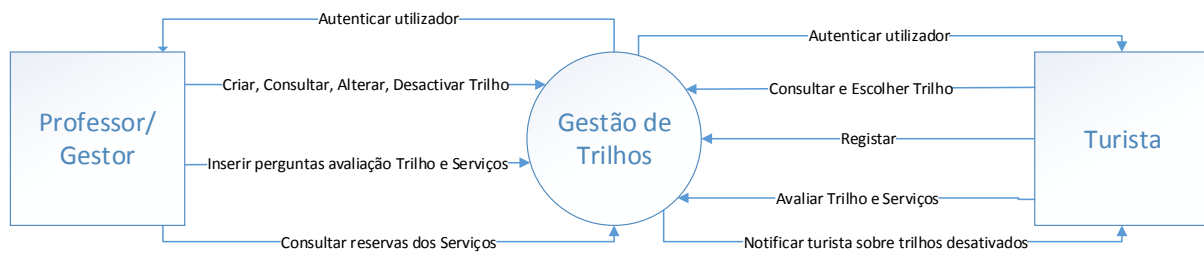 Autenticar utilizador
Autenticar utilizador
Criar, Consultar, Alterar, Desactivar Trilho
Consultar e Escolher Trilho
Professor/
Gestor
Gestão de
Trilhos
Registar
Turista
Inserir perguntas avaliação Trilho e Serviços
Avaliar Trilho e Serviços
Consultar reservas dos Serviços
Notificar turista sobre trilhos desativados